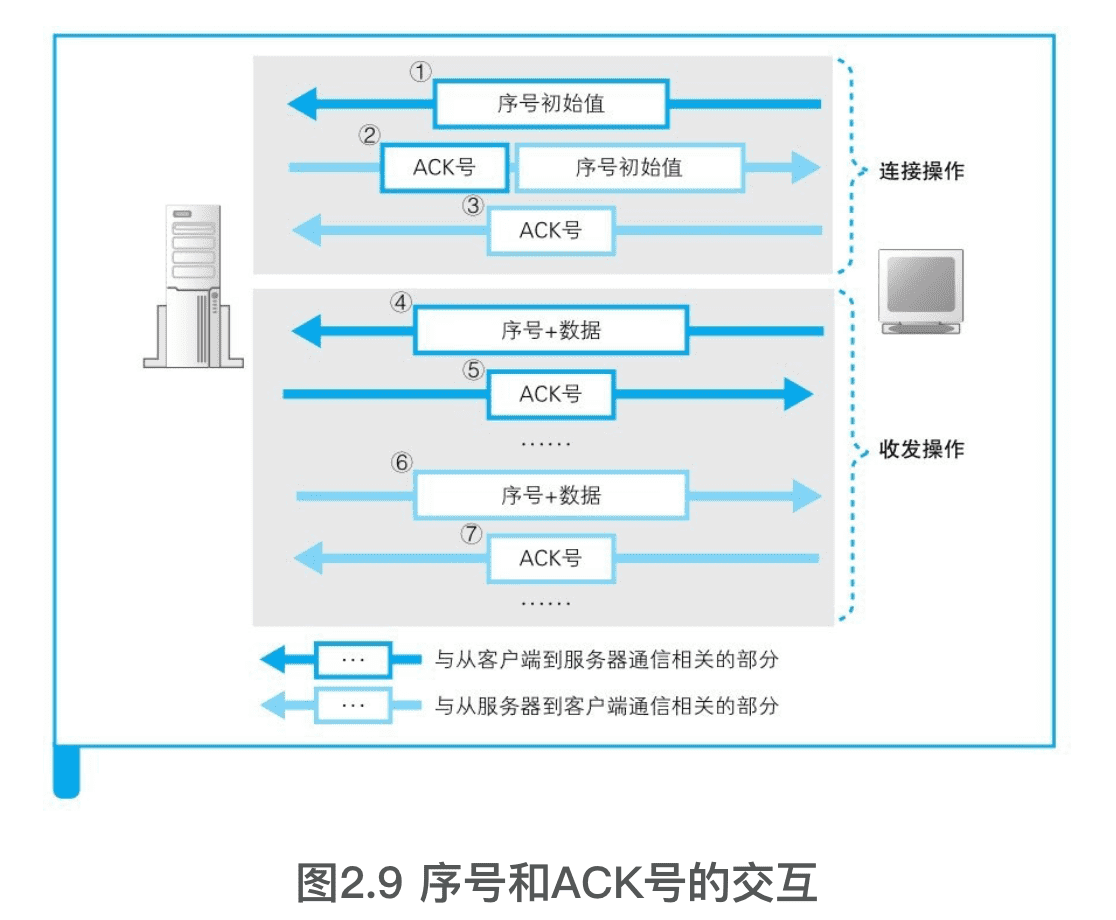 ①
序号初始值
②
ACK号
序号初始值
③
ACK号
连接操作
④
序号+数据
⑤
ACK号
……
⑥
序号+数据
⑦
ACK号
……
收发操作
… 与从客户端到服务器通信相关的部分
… 与从服务器到客户端通信相关的部分
图2.9 序号和ACK号的交互